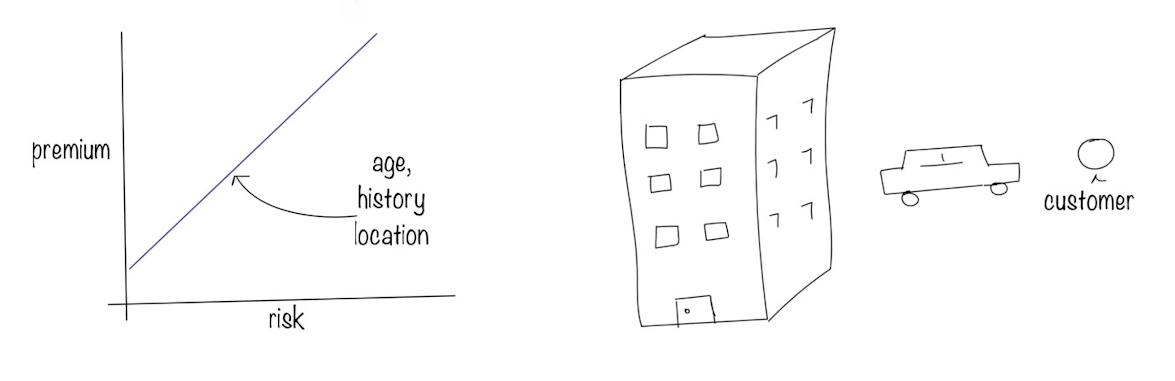 premium
age,
history
location
risk
customer